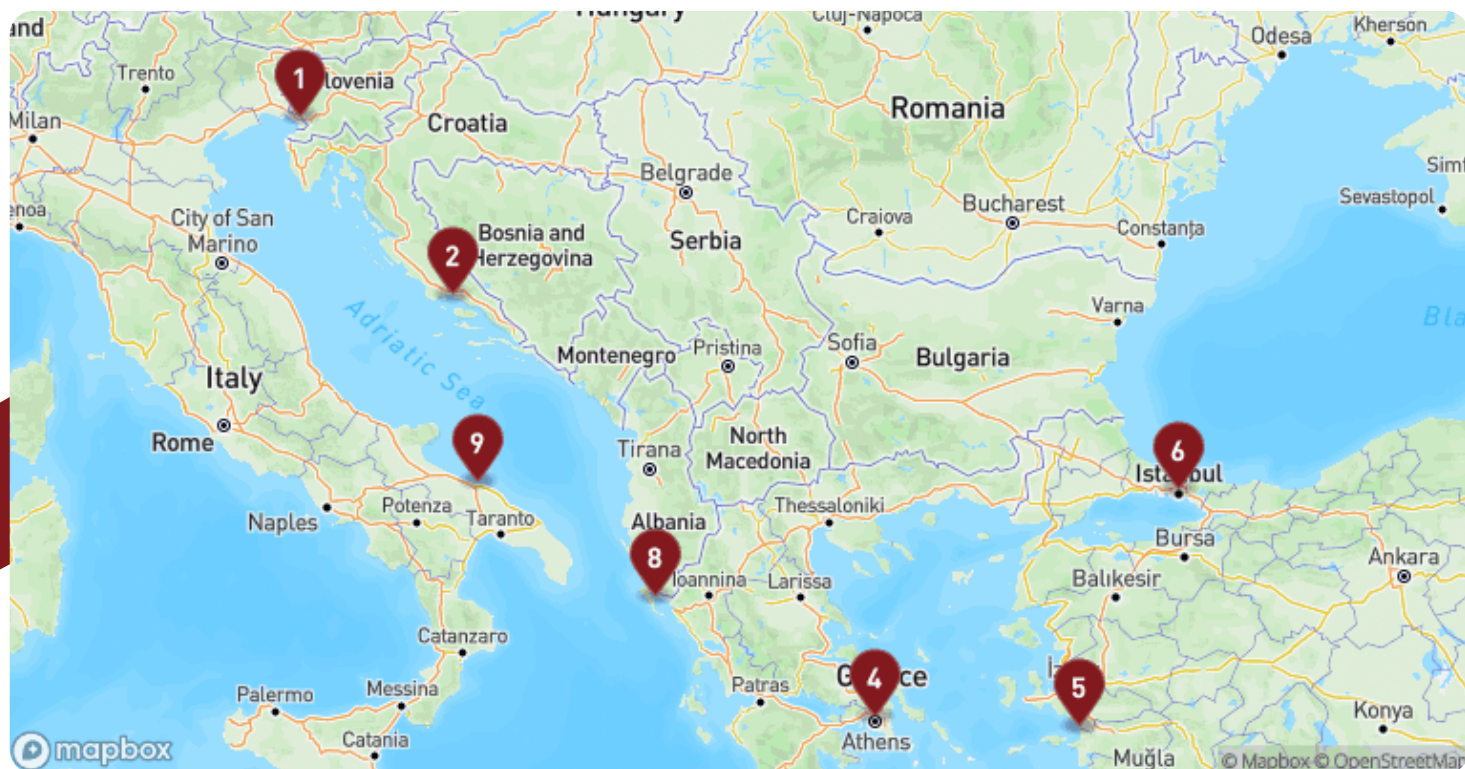 and
Hungary
Cluj-Napoca
Kherson
Odesa
Trento
1
lovenia
Milan
Croatia
Romania
Belgrade
Simf
Sevastopol
enoa
City of San
Marino
Craiova
Bucharest
Constanța
2
Bosnia and
Herzegovina
Serbia
Varna
Adriatic Sea
Bla
Montenegro
Pristina
Sofia
Bulgaria
Italy
Rome
9
Tirana
North
Macedonia
6
Istanbul
Naples
Potenza
Taranto
Albania
Thessaloniki
Bursa
Ankara
8
Ioannina
Larissa
Balıkesir
Catanzaro
4
5
Palermo
Messina
Patras
Athens
Konya
Catania
Muğla
mapbox
© Mapbox © OpenStreetMap